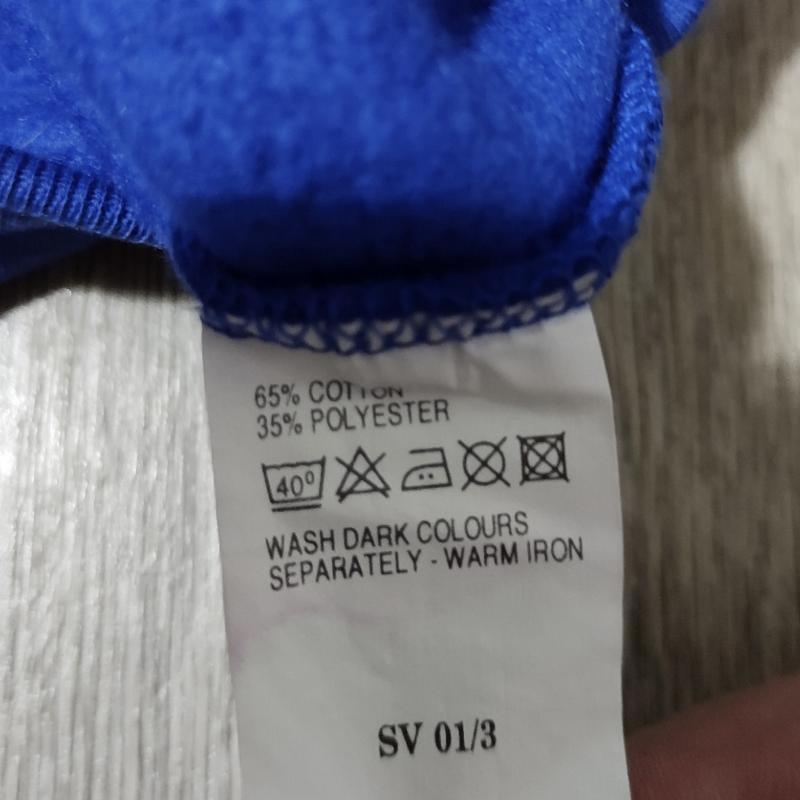 65% COTTON
35% POLYESTER
40°
WASH DARK COLOURS
SEPARATELY - WARM IRON
SV 01/3